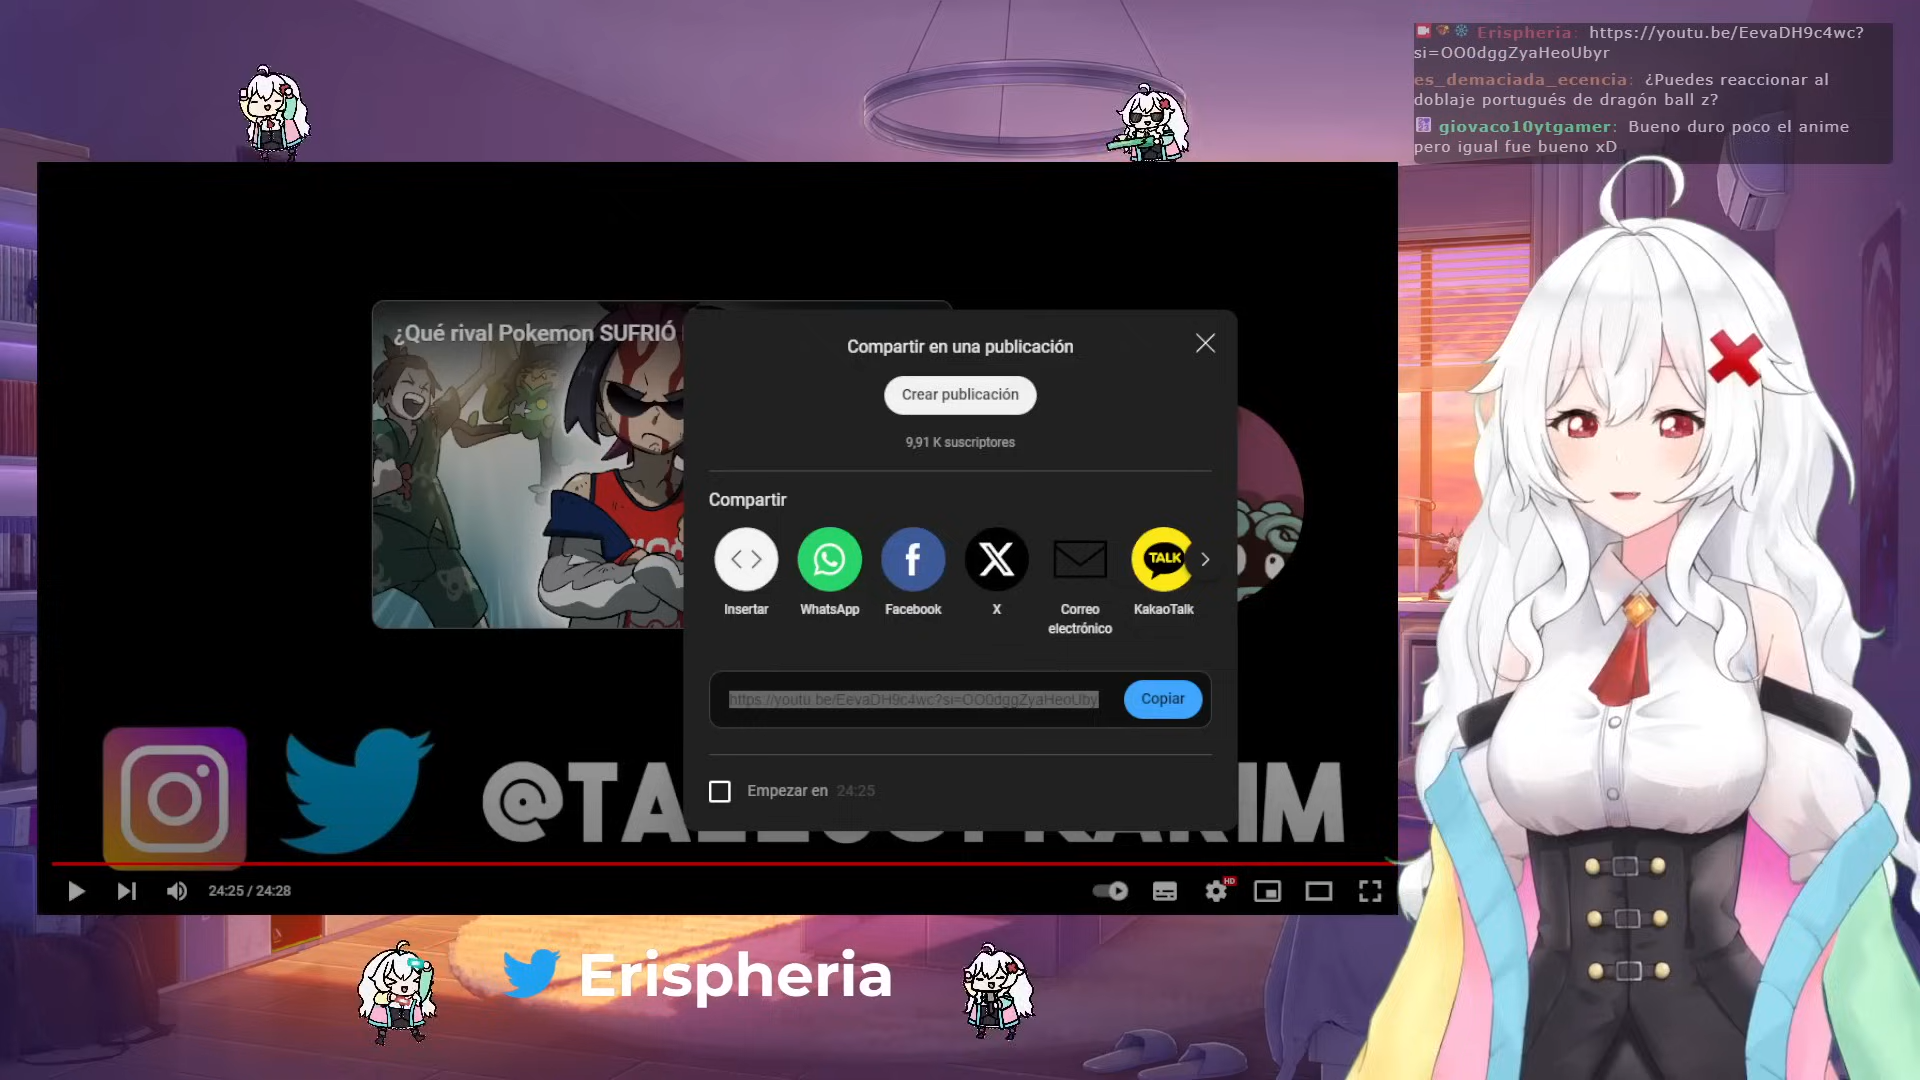 Erispheria: https://youtu.be/EevaDH9c4wc?
si=OO0dggZyaHeoUbyr
es_demaciada_ecencia: ¿Puedes reaccionar al
doblaje portugués de dragón ball z?
giovaco10ytgamer: Bueno duro poco el anime
pero igual fue bueno xD
¿Qué rival Pokemon SUFRIÓ
Compartir en una publicación
Crear publicación
9,91 K suscriptores
Compartir
TALK
Insertar
WhatsApp
Facebook
X
Correo
electrónico
KakaoTalk
https://youtu.be/EevaDH9c4wc?si=OO0dggZyaHeoUby
Copiar
Empezar en 24:25
24:25 / 24:28
HD
Erispheria